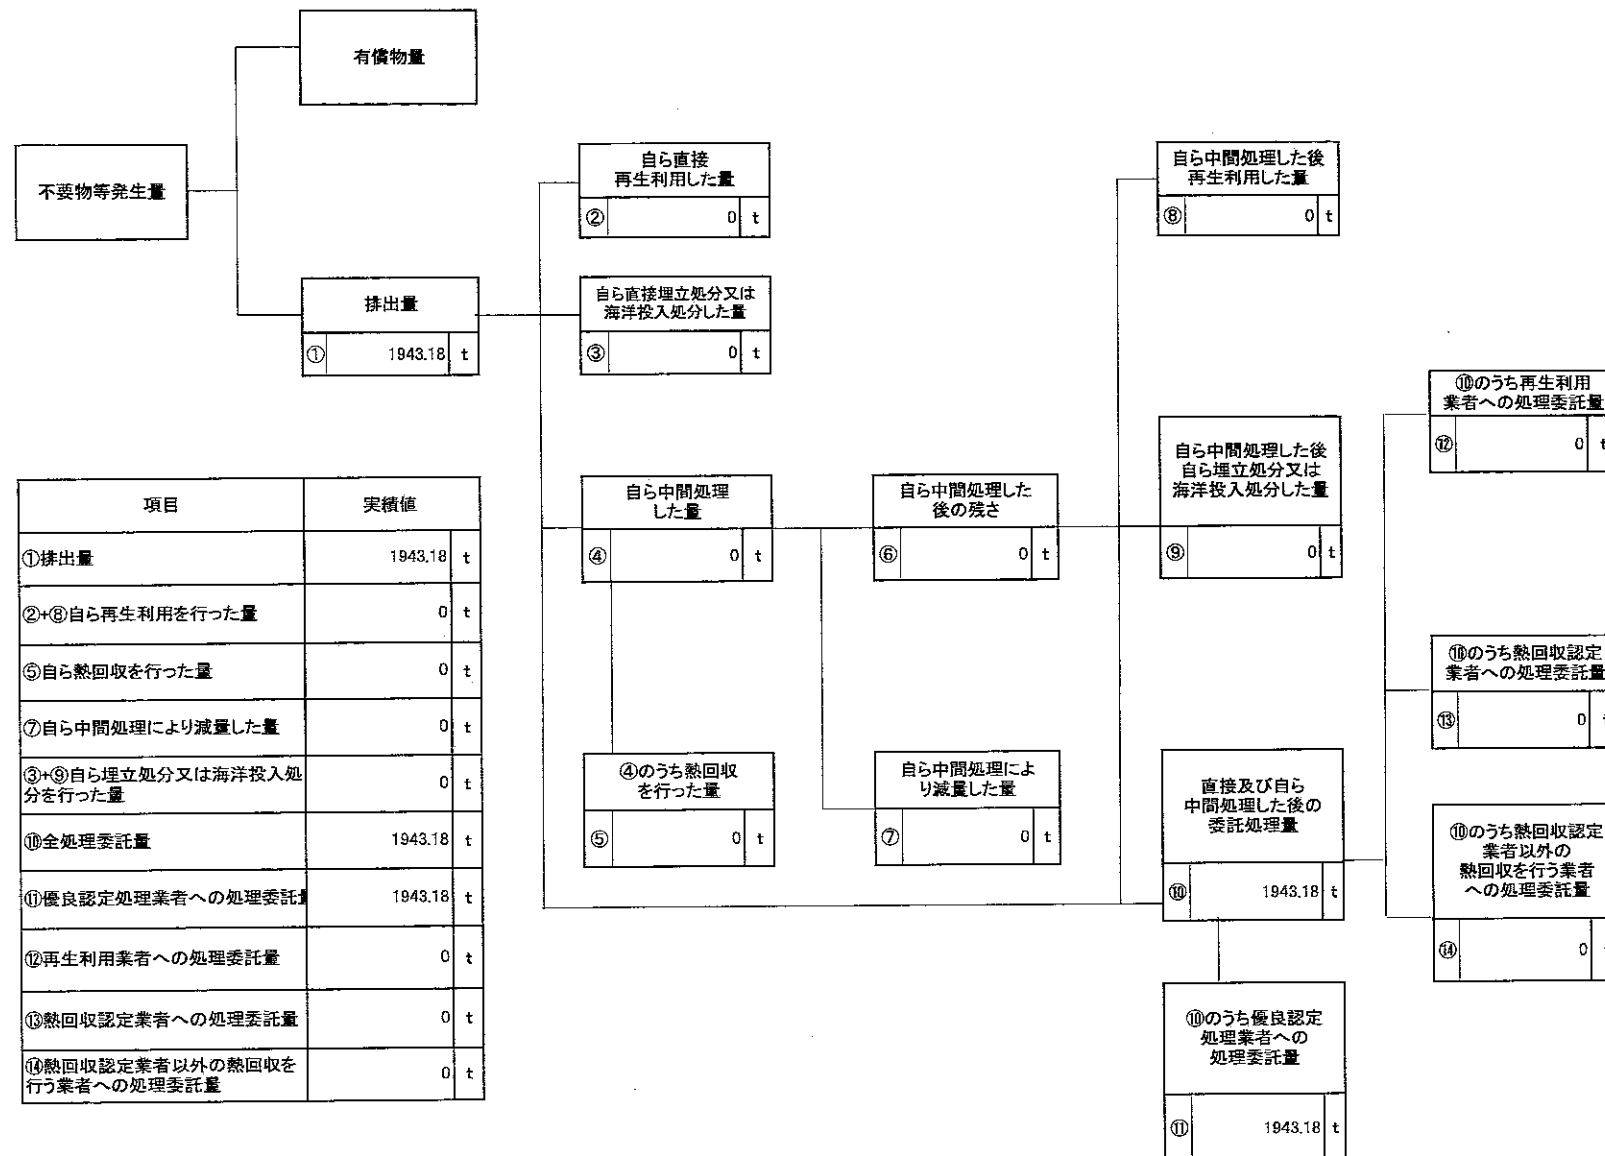 有償物量
不要物等発生量
排出量
① 1943.18 t
自ら直接
再生利用した量
② 0 t
自ら直接埋立処分又は
海洋投入処分した量
③ 0 t
自ら中間処理
した量
④ 0 t
④のうち熱回収
を行った量
⑤ 0 t
自ら中間処理した
後の残さ
⑥ 0 t
自ら中間処理によ
り減量した量
⑦ 0 t
自ら中間処理した後
再生利用した量
⑧ 0 t
自ら中間処理した後
自ら埋立処分又は
海洋投入処分した量
⑨ 0 t
直接及び自ら
中間処理した後の
委託処理量
⑩ 1943.18 t
⑩のうち優良認定
処理業者への
処理委託量
⑪ 1943.18 t
⑩のうち再生利用
業者への処理委託量
⑫ 0 t
⑩のうち熱回収認定
業者への処理委託量
⑬ 0
⑩のうち熱回収認定
業者以外の
熱回収を行う業者
への処理委託量
⑭ 0
項目 実績値
①排出量 1943.18 t
②+⑧自ら再生利用を行った量 0 t
⑤自ら熱回収を行った量 0 t
⑦自ら中間処理により減量した量 0 t
③+⑨自ら埋立処分又は海洋投入処
分を行った量 0 t
⑩全処理委託量 1943.18 t
⑪優良認定処理業者への処理委託量 1943.18 t
⑫再生利用業者への処理委託量 0 t
⑬熱回収認定業者への処理委託量 0 t
⑭熱回収認定業者以外の熱回収を
行う業者への処理委託量 0 t